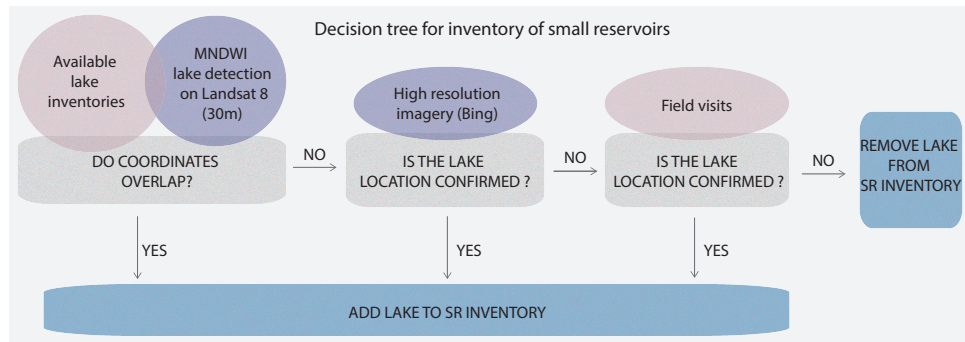 Decision tree for inventory of small reservoirs
Available
lake
inventories
MNDWI
lake detection
on Landsat 8
(30m)
High resolution
imagery (Bing)
Field visits
DO COORDINATES
OVERLAP?
NO
IS THE LAKE
LOCATION CONFIRMED ?
NO
IS THE LAKE
LOCATION CONFIRMED ?
NO
REMOVE LAKE
FROM
SR INVENTORY
YES
YES
YES
ADD LAKE TO SR INVENTORY